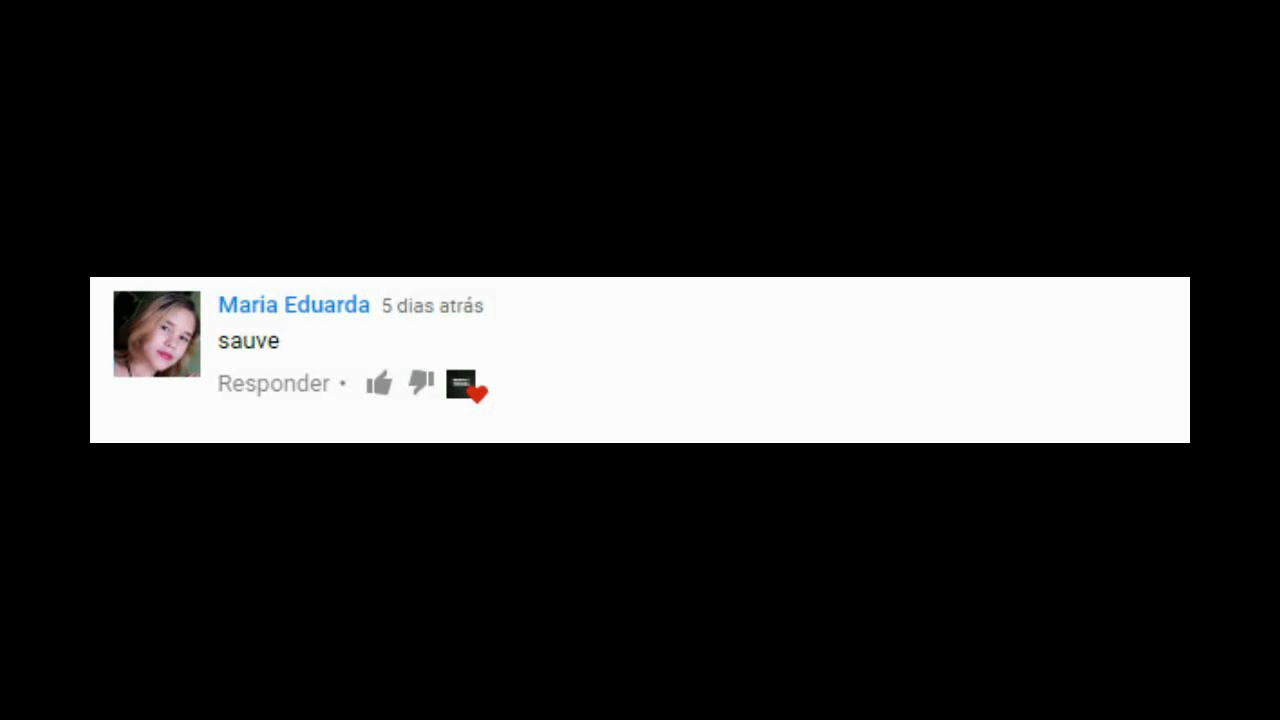 Maria Eduarda 5 dias atrás
sauve
Responder •